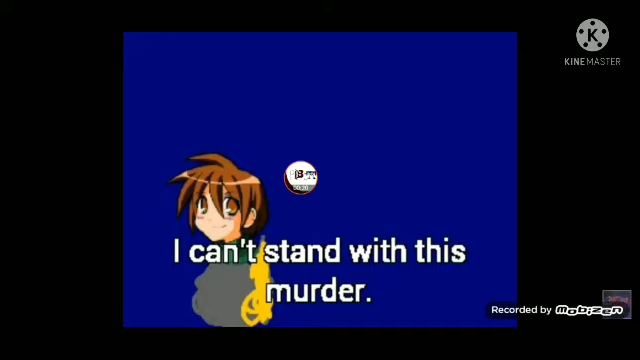 K
KINEMASTER
I can't stand with this
murder.
Recorded by MOBIZEN